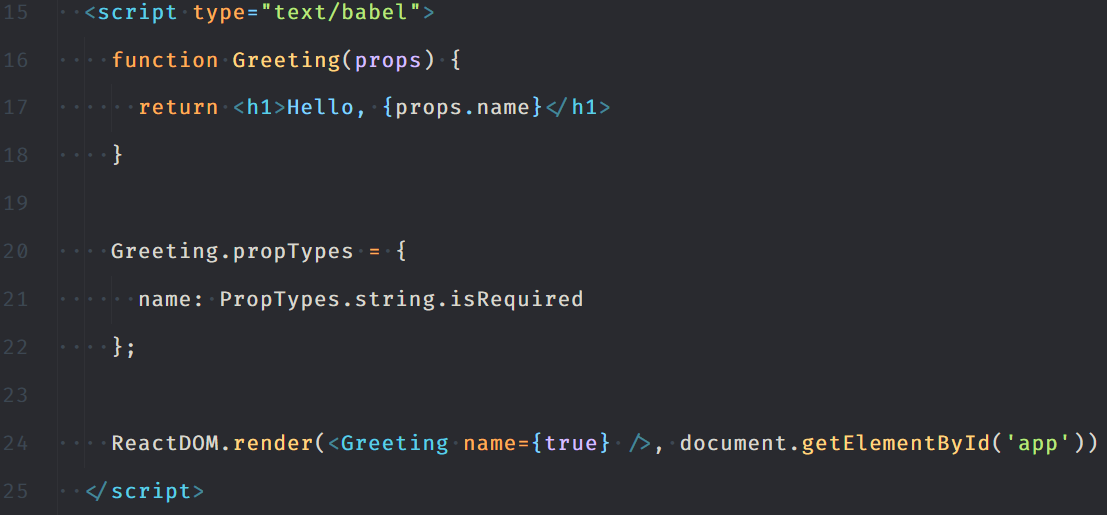 15 <script type="text/babel">
16 function Greeting(props) {
17 return <h1>Hello, {props.name}</h1>
18 }
19
20 Greeting.propTypes = {
21 name: PropTypes.string.isRequired
22 };
23
24 ReactDOM.render(<Greeting name={true} />, document.getElementById('app'))
25 </script>